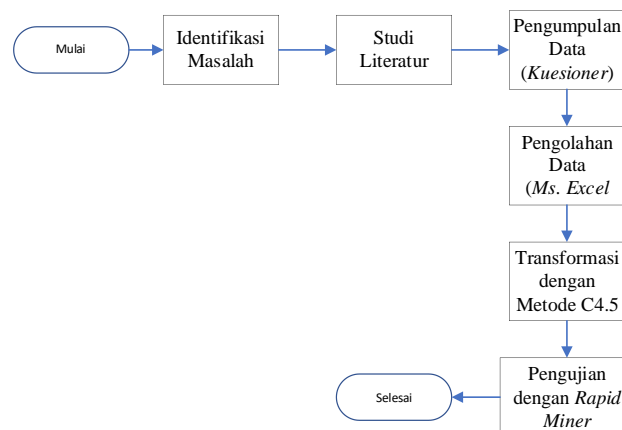 Mulai
Identifikasi
Masalah
Studi
Literatur
Pengumpulan
Data
(Kuesioner)
Pengolahan
Data
(Ms. Excel
Transformasi
dengan
Metode C4.5
Pengujian
dengan Rapid
Miner
Selesai